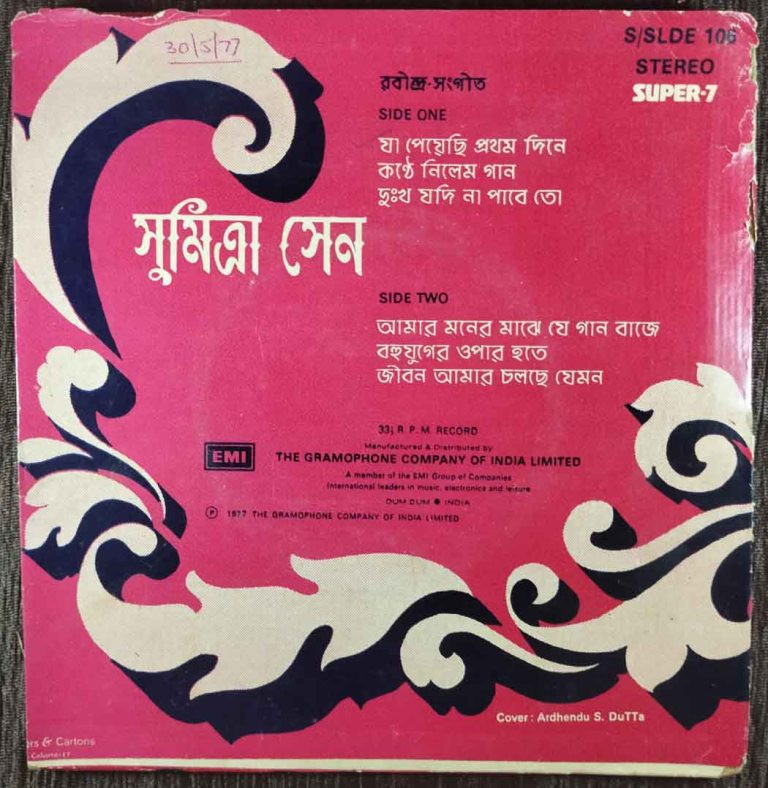 30/5/77
S/SLDE 106
STEREO
SUPER-7
রবীন্দ্র-সংগীত
SIDE ONE
যা পেয়েছি প্রথম দিনে
কণ্ঠে নিলেম গান
দুঃখ যদি না পাবে তো
সুমিত্রা সেন
SIDE TWO
আমার মনের মাঝে যে গান বাজে
বহুযুগের ওপার হতে
জীবন আমার চলছে যেমন
33⅓ R. P. M. RECORD
Manufactured & Distributed by
EMI THE GRAMOPHONE COMPANY OF INDIA LIMITED
A member of the EMI Group of Companies
International leaders in music, electronics and leisure
DUM DUM ● INDIA
Ⓟ 1977 THE GRAMOPHONE COMPANY OF INDIA LIMITED
Cover : Ardhendu S. DuTTa
& Cartons